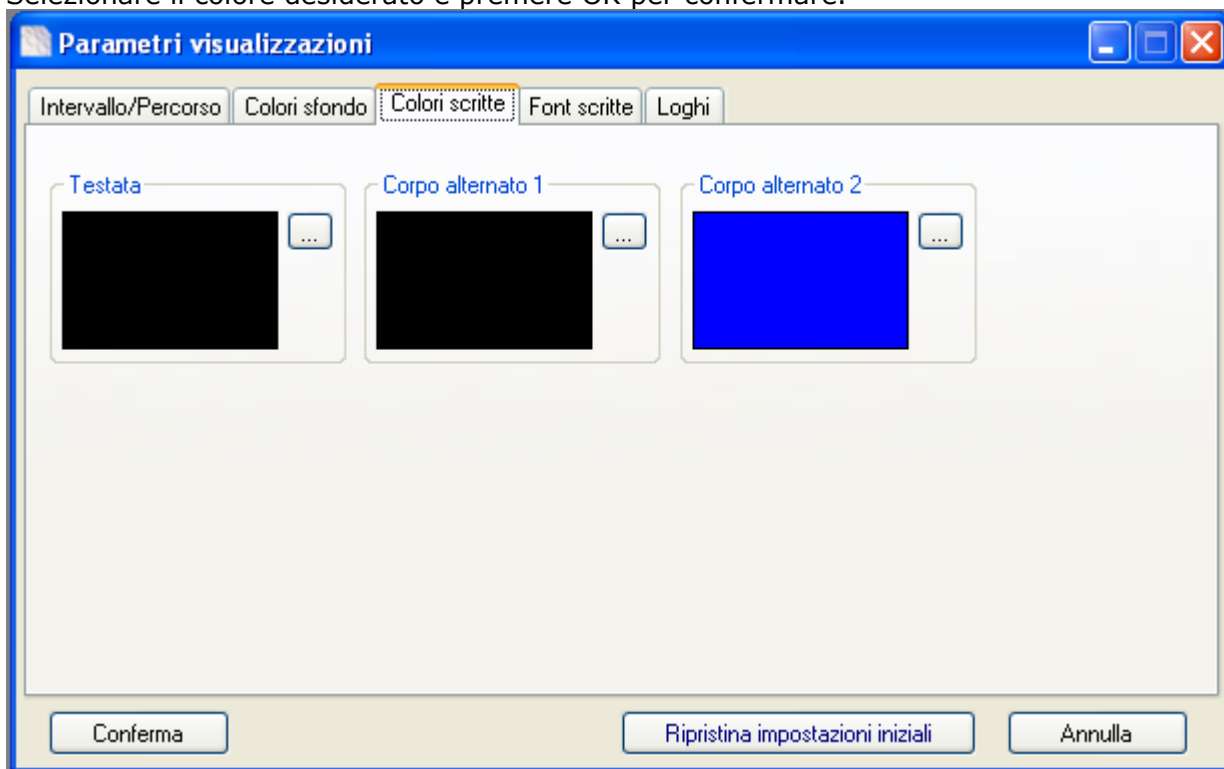 Selezionare il colore desiderato e premere OK per confermare.
Parametri visualizzazioni
Intervallo/Percorso Colori sfondo Colori scritte Font scritte Loghi
Testata Corpo alternato 1 Corpo alternato 2
... ... ...
Conferma Ripristina impostazioni iniziali Annulla